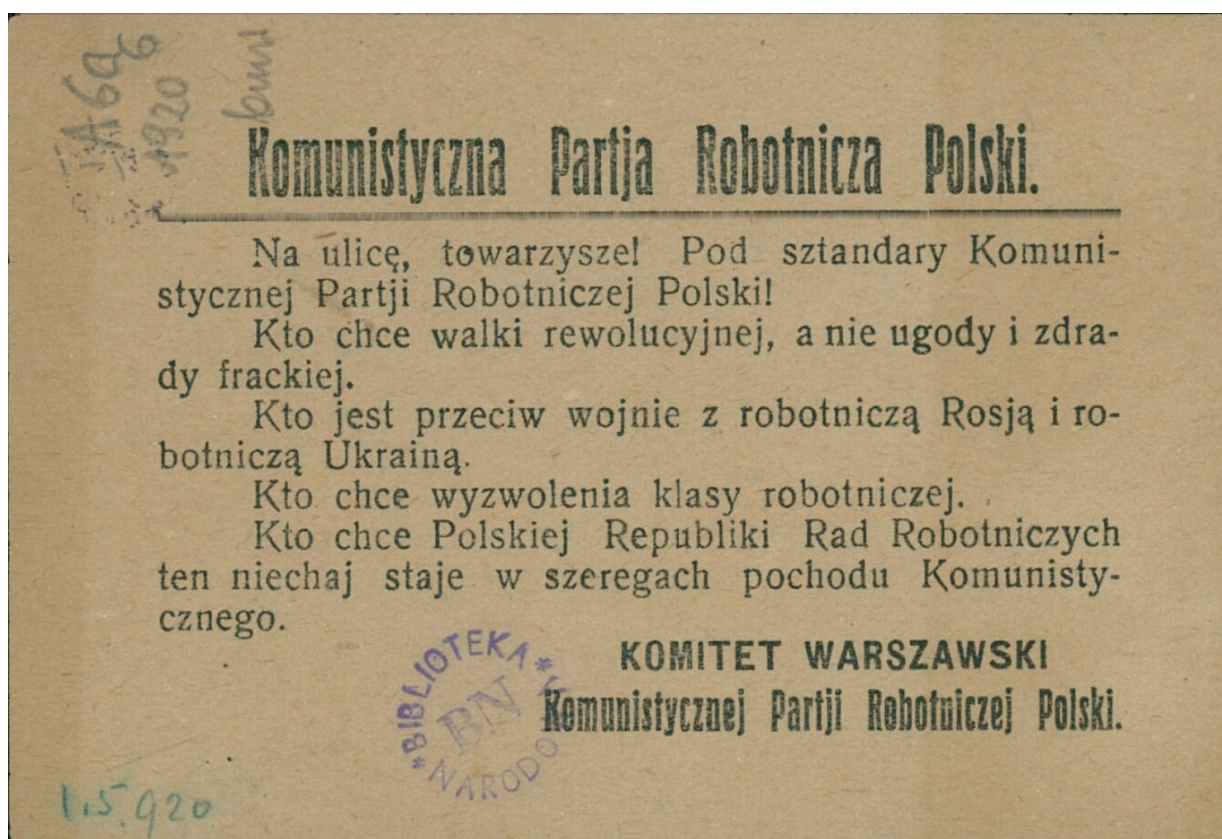 1920
Komunistyczna Partja Robotnicza Polski.
Na ulicę, towarzysze! Pod sztandary Komuni-
stycznej Partji Robotniczej Polski!
Kto chce walki rewolucyjnej, a nie ugody i zdra-
dy frackiej.
Kto jest przeciw wojnie z robotniczą Rosją i ro-
botniczą Ukrainą.
Kto chce wyzwolenia klasy robotniczej.
Kto chce Polskiej Republiki Rad Robotniczych
ten niechaj staje w szeregach pochodu Komunisty-
cznego.
KOMITET WARSZAWSKI
Komunistycznej Partji Robotniczej Polski.
*BIBLIOTEKA*
BN
1.5.920